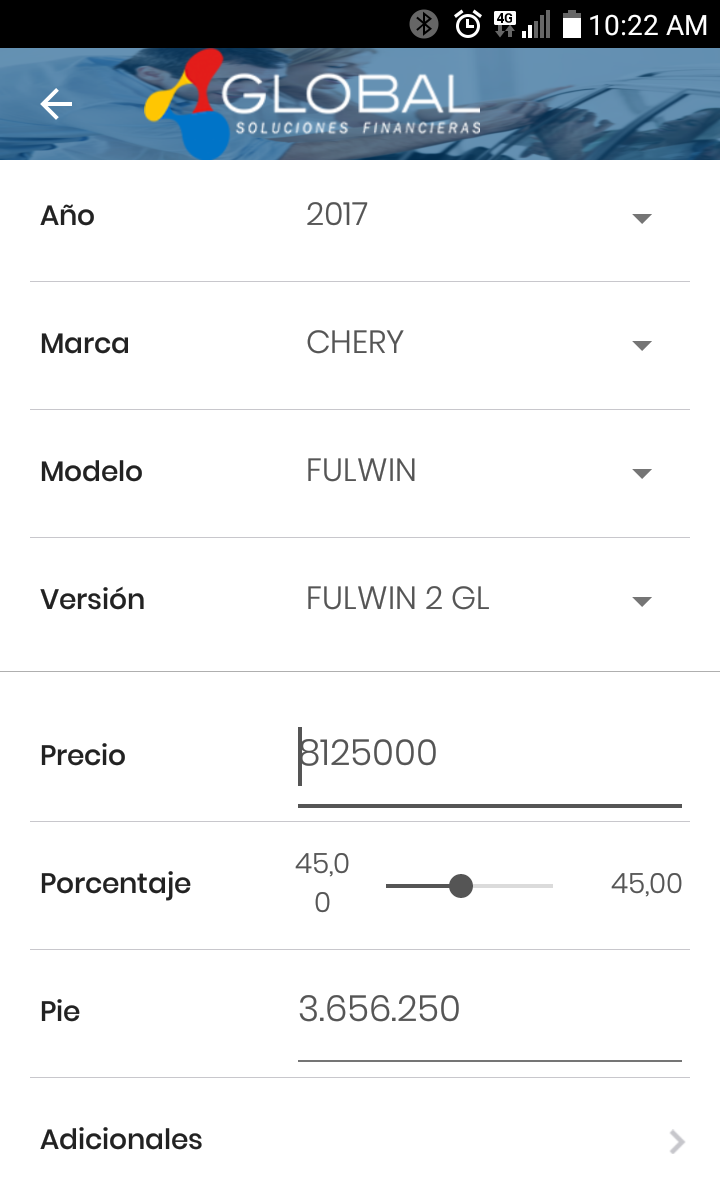 4G
10:22 AM
GLOBAL
SOLUCIONES FINANCIERAS
Año 2017
Marca CHERY
Modelo FULWIN
Versión FULWIN 2 GL
Precio 8125000
Porcentaje 45,0
0 45,00
Pie 3.656.250
Adicionales